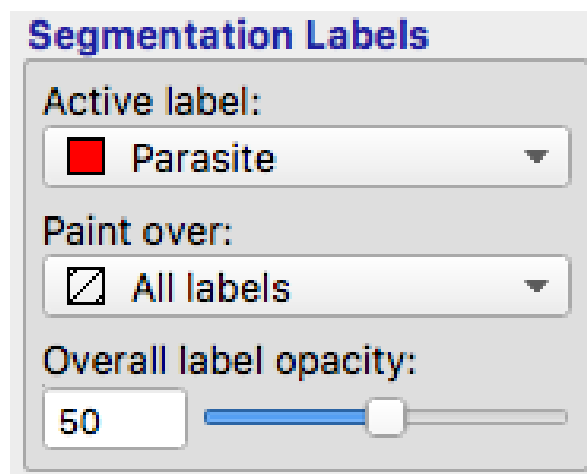 Segmentation Labels
Active label:
Parasite
Paint over:
All labels
Overall label opacity:
50